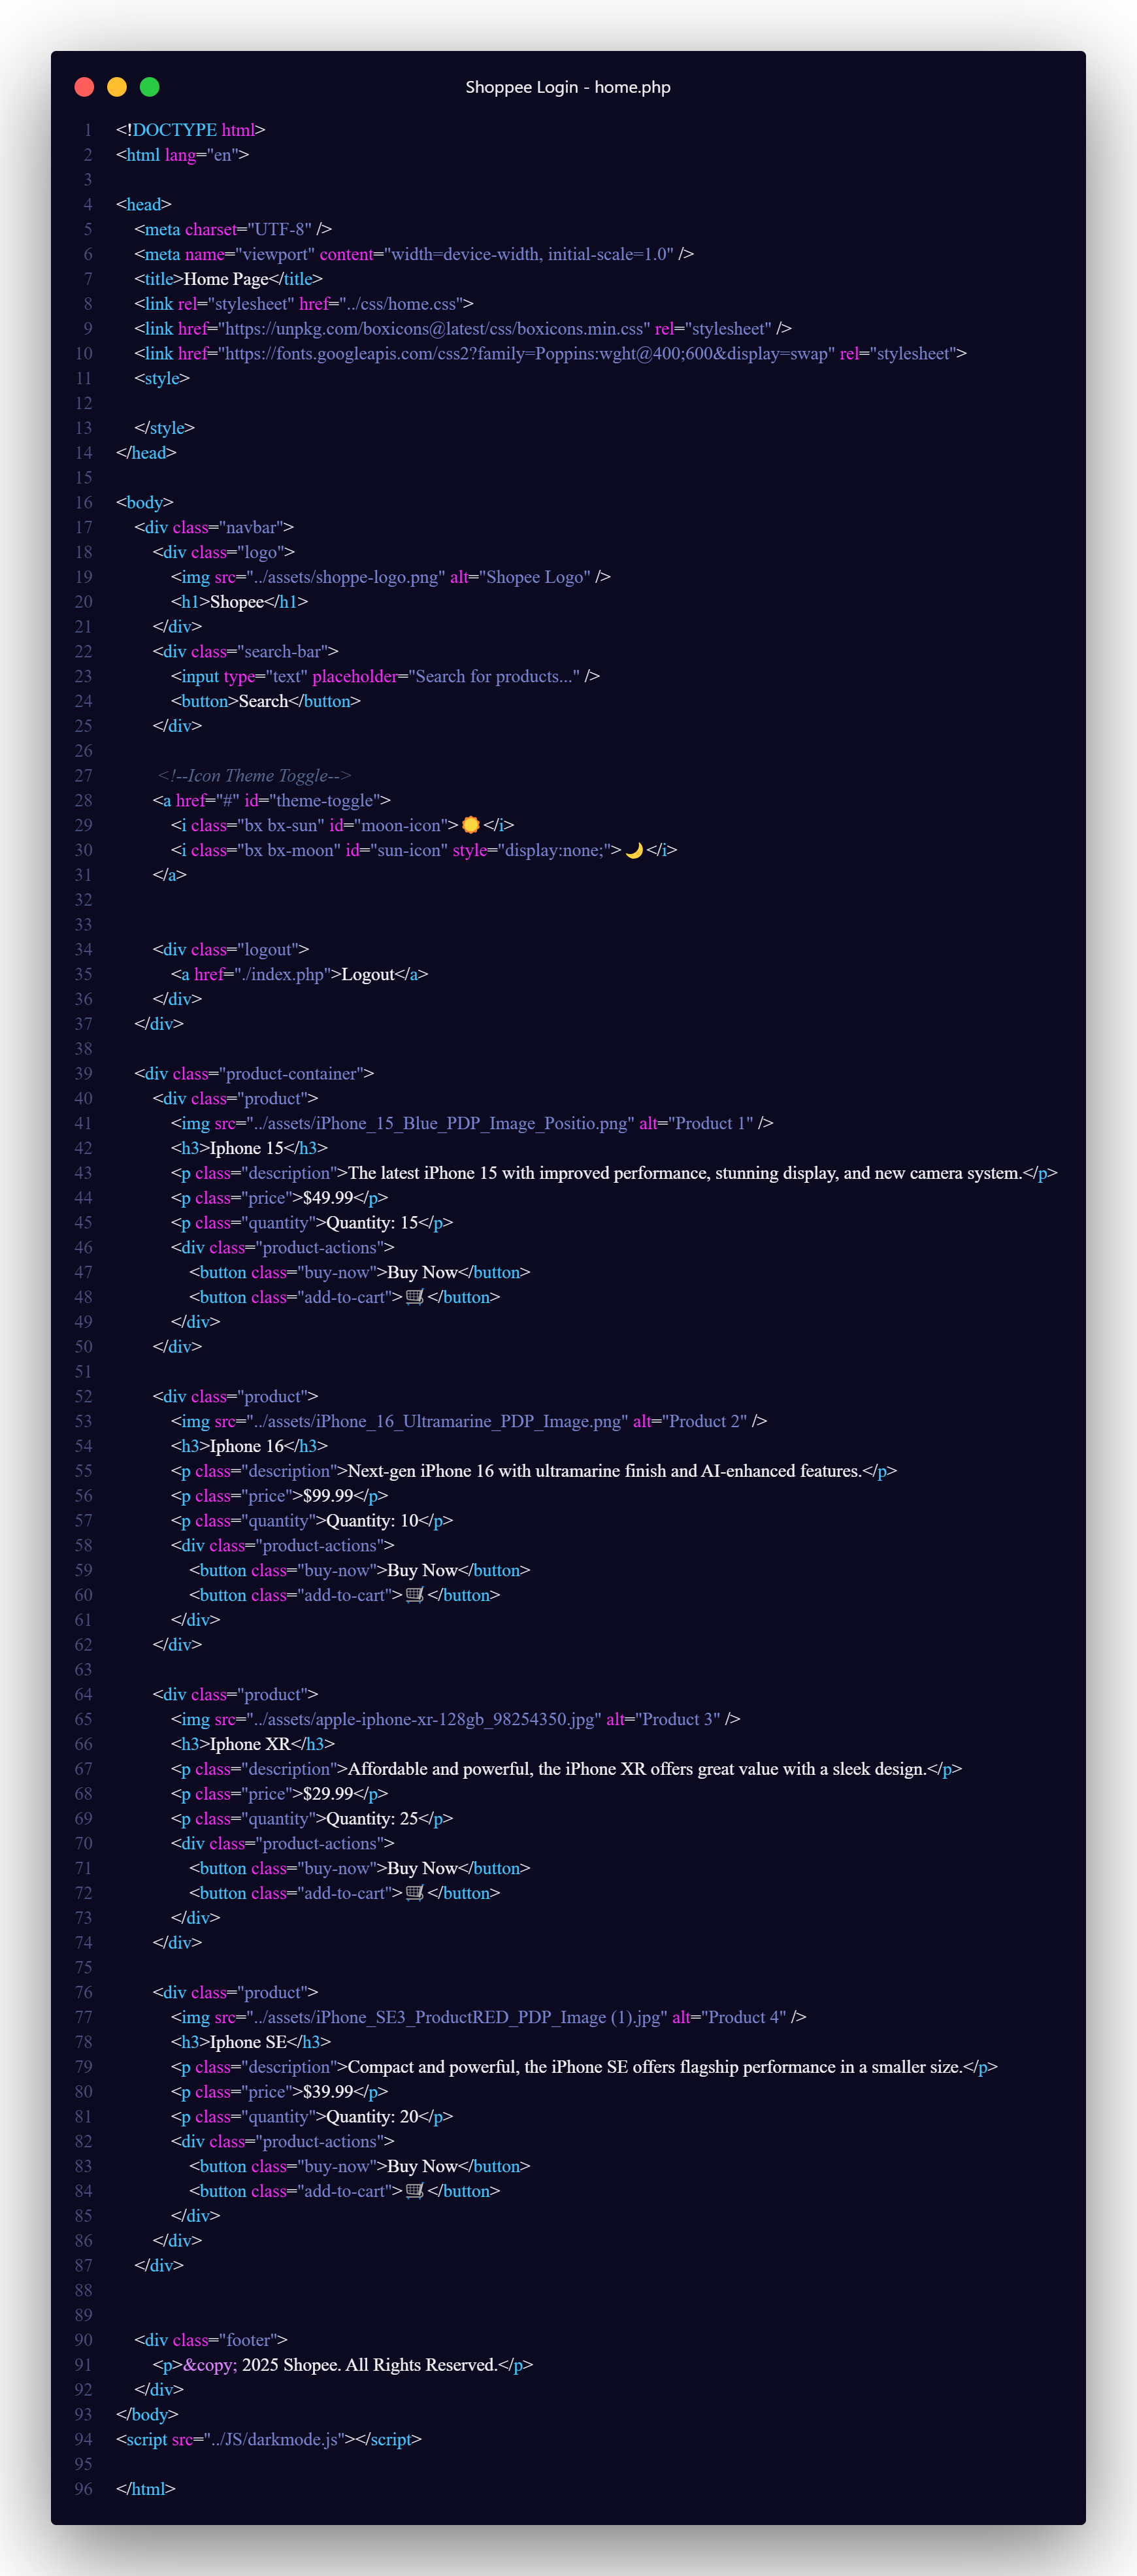 Shoppee Login - home.php
1 <!DOCTYPE html>
2 <html lang="en">
3
4 <head>
5     <meta charset="UTF-8" />
6     <meta name="viewport" content="width=device-width, initial-scale=1.0" />
7     <title>Home Page</title>
8     <link rel="stylesheet" href="../css/home.css">
9     <link href="https://unpkg.com/boxicons@latest/css/boxicons.min.css" rel="stylesheet" />
10     <link href="https://fonts.googleapis.com/css2?family=Poppins:wght@400;600&display=swap" rel="stylesheet">
11     <style>
12
13     </style>
14 </head>
15
16 <body>
17     <div class="navbar">
18         <div class="logo">
19             <img src="../assets/shoppe-logo.png" alt="Shopee Logo" />
20             <h1>Shopee</h1>
21         </div>
22         <div class="search-bar">
23             <input type="text" placeholder="Search for products..." />
24             <button>Search</button>
25         </div>
26
27          <!--Icon Theme Toggle-->
28         <a href="#" id="theme-toggle">
29             <i class="bx bx-sun" id="moon-icon">☀️</i>
30             <i class="bx bx-moon" id="sun-icon" style="display:none;">🌙</i>
31         </a>
32
33
34         <div class="logout">
35             <a href="./index.php">Logout</a>
36         </div>
37     </div>
38
39     <div class="product-container">
40         <div class="product">
41             <img src="../assets/iPhone_15_Blue_PDP_Image_Positio.png" alt="Product 1" />
42             <h3>Iphone 15</h3>
43             <p class="description">The latest iPhone 15 with improved performance, stunning display, and new camera system.</p>
44             <p class="price">$49.99</p>
45             <p class="quantity">Quantity: 15</p>
46             <div class="product-actions">
47                 <button class="buy-now">Buy Now</button>
48                 <button class="add-to-cart">🛒</button>
49             </div>
50         </div>
51
52         <div class="product">
53             <img src="../assets/iPhone_16_Ultramarine_PDP_Image.png" alt="Product 2" />
54             <h3>Iphone 16</h3>
55             <p class="description">Next-gen iPhone 16 with ultramarine finish and AI-enhanced features.</p>
56             <p class="price">$99.99</p>
57             <p class="quantity">Quantity: 10</p>
58             <div class="product-actions">
59                 <button class="buy-now">Buy Now</button>
60                 <button class="add-to-cart">🛒</button>
61             </div>
62         </div>
63
64         <div class="product">
65             <img src="../assets/apple-iphone-xr-128gb_98254350.jpg" alt="Product 3" />
66             <h3>Iphone XR</h3>
67             <p class="description">Affordable and powerful, the iPhone XR offers great value with a sleek design.</p>
68             <p class="price">$29.99</p>
69             <p class="quantity">Quantity: 25</p>
70             <div class="product-actions">
71                 <button class="buy-now">Buy Now</button>
72                 <button class="add-to-cart">🛒</button>
73             </div>
74         </div>
75
76         <div class="product">
77             <img src="../assets/iPhone_SE3_ProductRED_PDP_Image (1).jpg" alt="Product 4" />
78             <h3>Iphone SE</h3>
79             <p class="description">Compact and powerful, the iPhone SE offers flagship performance in a smaller size.</p>
80             <p class="price">$39.99</p>
81             <p class="quantity">Quantity: 20</p>
82             <div class="product-actions">
83                 <button class="buy-now">Buy Now</button>
84                 <button class="add-to-cart">🛒</button>
85             </div>
86         </div>
87     </div>
88
89
90     <div class="footer">
91         <p>&copy; 2025 Shopee. All Rights Reserved.</p>
92     </div>
93 </body>
94 <script src="../JS/darkmode.js"></script>
95
96 </html>